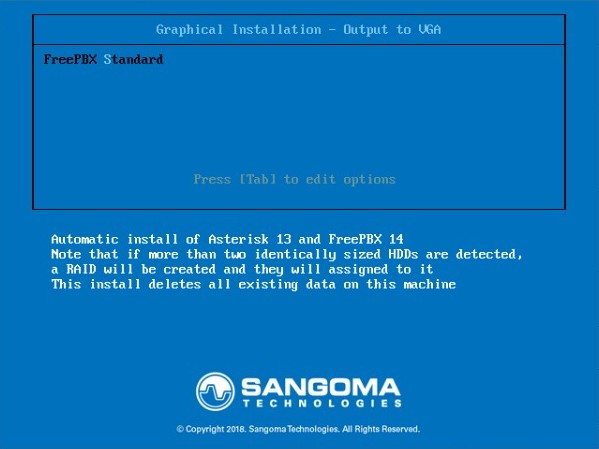 Graphical Installation - Output to VGA
FreePBX Standard
Press [Tab] to edit options
Automatic install of Asterisk 13 and FreePBX 14
Note that if more than two identically sized HDDs are detected,
a RAID will be created and they will assigned to it
This install deletes all existing data on this machine
SANGOMA
TECHNOLOGIES
© Copyright 2018. Sangoma Technologies. All Rights Reserved.